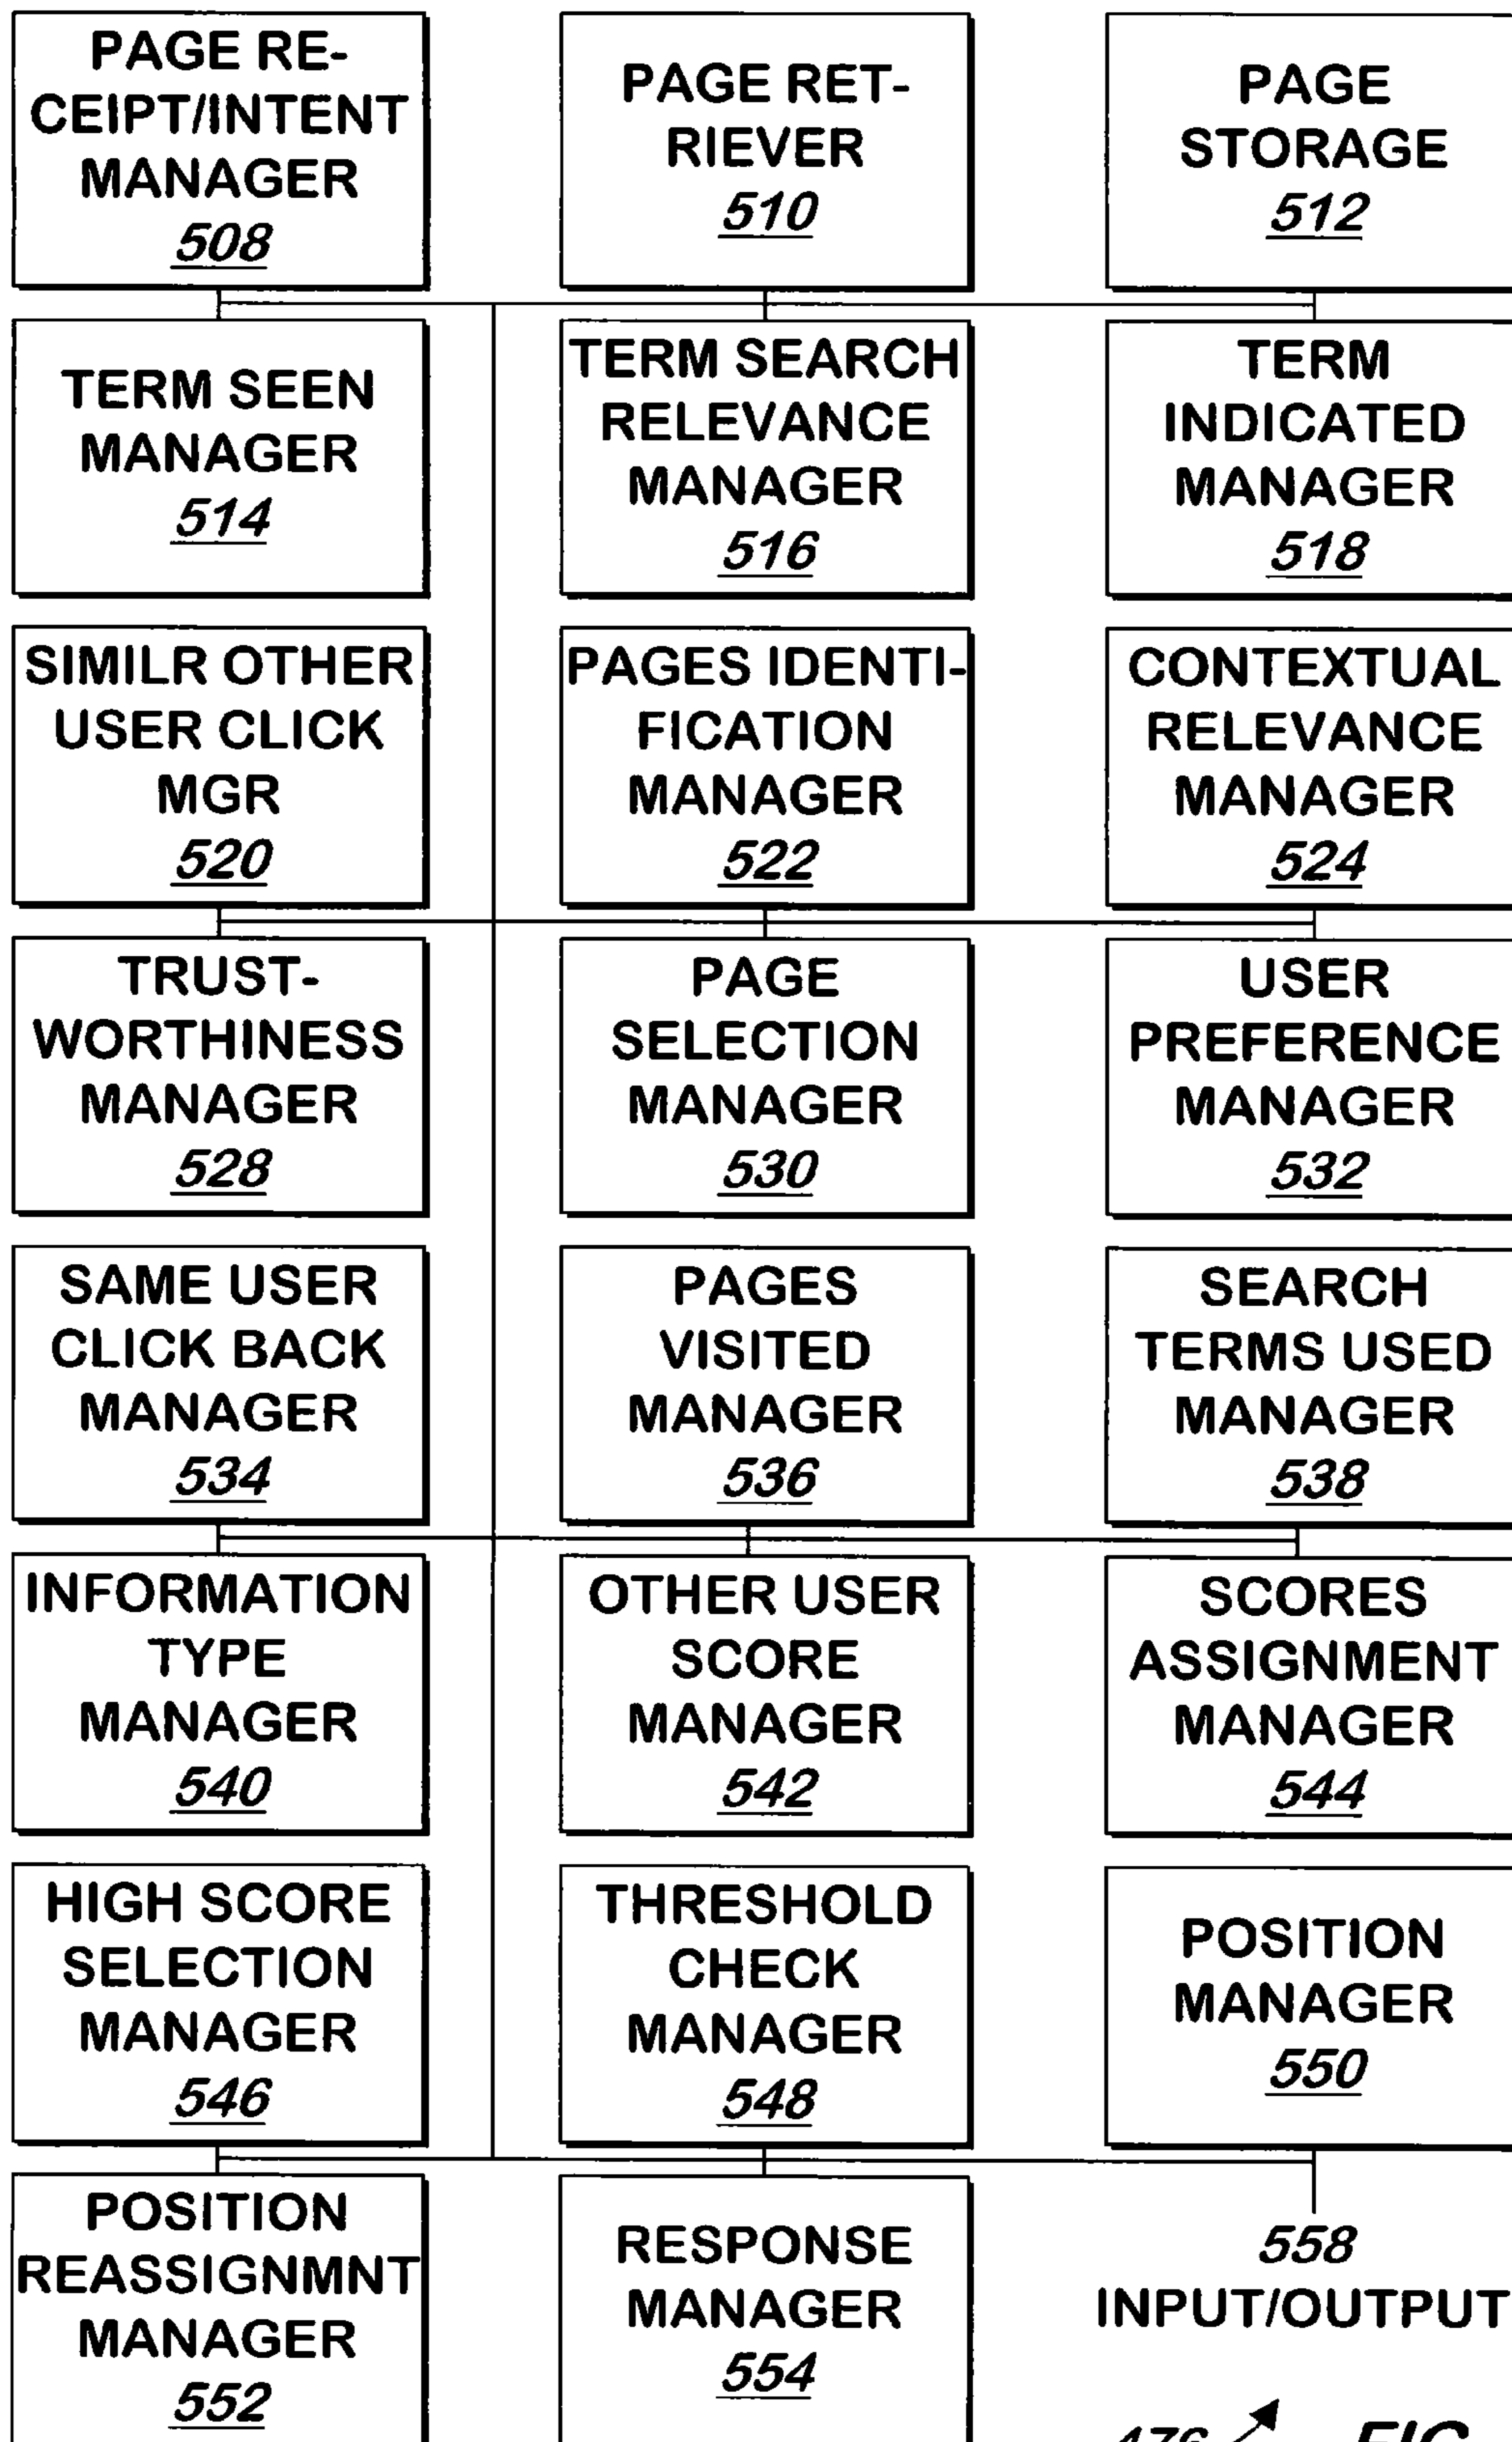 PAGE RE-
CEIPT/INTENT
MANAGER
508
PAGE RET-
RIEVER
510
PAGE
STORAGE
512
TERM SEEN
MANAGER
514
TERM SEARCH
RELEVANCE
MANAGER
516
TERM
INDICATED
MANAGER
518
SIMILR OTHER
USER CLICK
MGR
520
PAGES IDENTI-
FICATION
MANAGER
522
CONTEXTUAL
RELEVANCE
MANAGER
524
TRUST-
WORTHINESS
MANAGER
528
PAGE
SELECTION
MANAGER
530
USER
PREFERENCE
MANAGER
532
SAME USER
CLICK BACK
MANAGER
534
PAGES
VISITED
MANAGER
536
SEARCH
TERMS USED
MANAGER
538
INFORMATION
TYPE
MANAGER
540
OTHER USER
SCORE
MANAGER
542
SCORES
ASSIGNMENT
MANAGER
544
HIGH SCORE
SELECTION
MANAGER
546
THRESHOLD
CHECK
MANAGER
548
POSITION
MANAGER
550
POSITION
REASSIGNMNT
MANAGER
552
RESPONSE
MANAGER
554
558
INPUT/OUTPUT
476
FIG